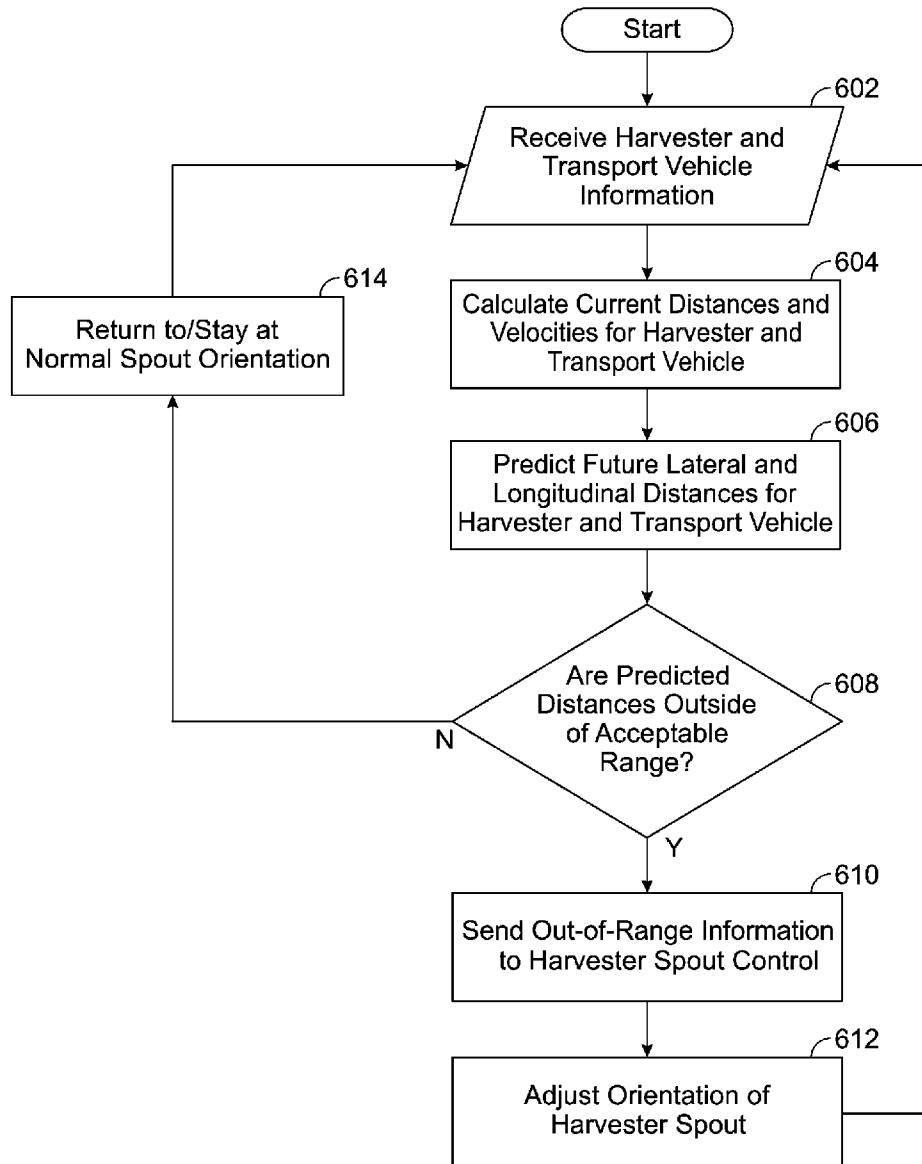 Start
602
Receive Harvester and
Transport Vehicle
Information
604
Calculate Current Distances and
Velocities for Harvester and
Transport Vehicle
614
Return to/Stay at
Normal Spout Orientation
606
Predict Future Lateral and
Longitudinal Distances for
Harvester and Transport Vehicle
608
Are Predicted
Distances Outside
of Acceptable
Range?
N
Y
610
Send Out-of-Range Information
to Harvester Spout Control
612
Adjust Orientation of
Harvester Spout